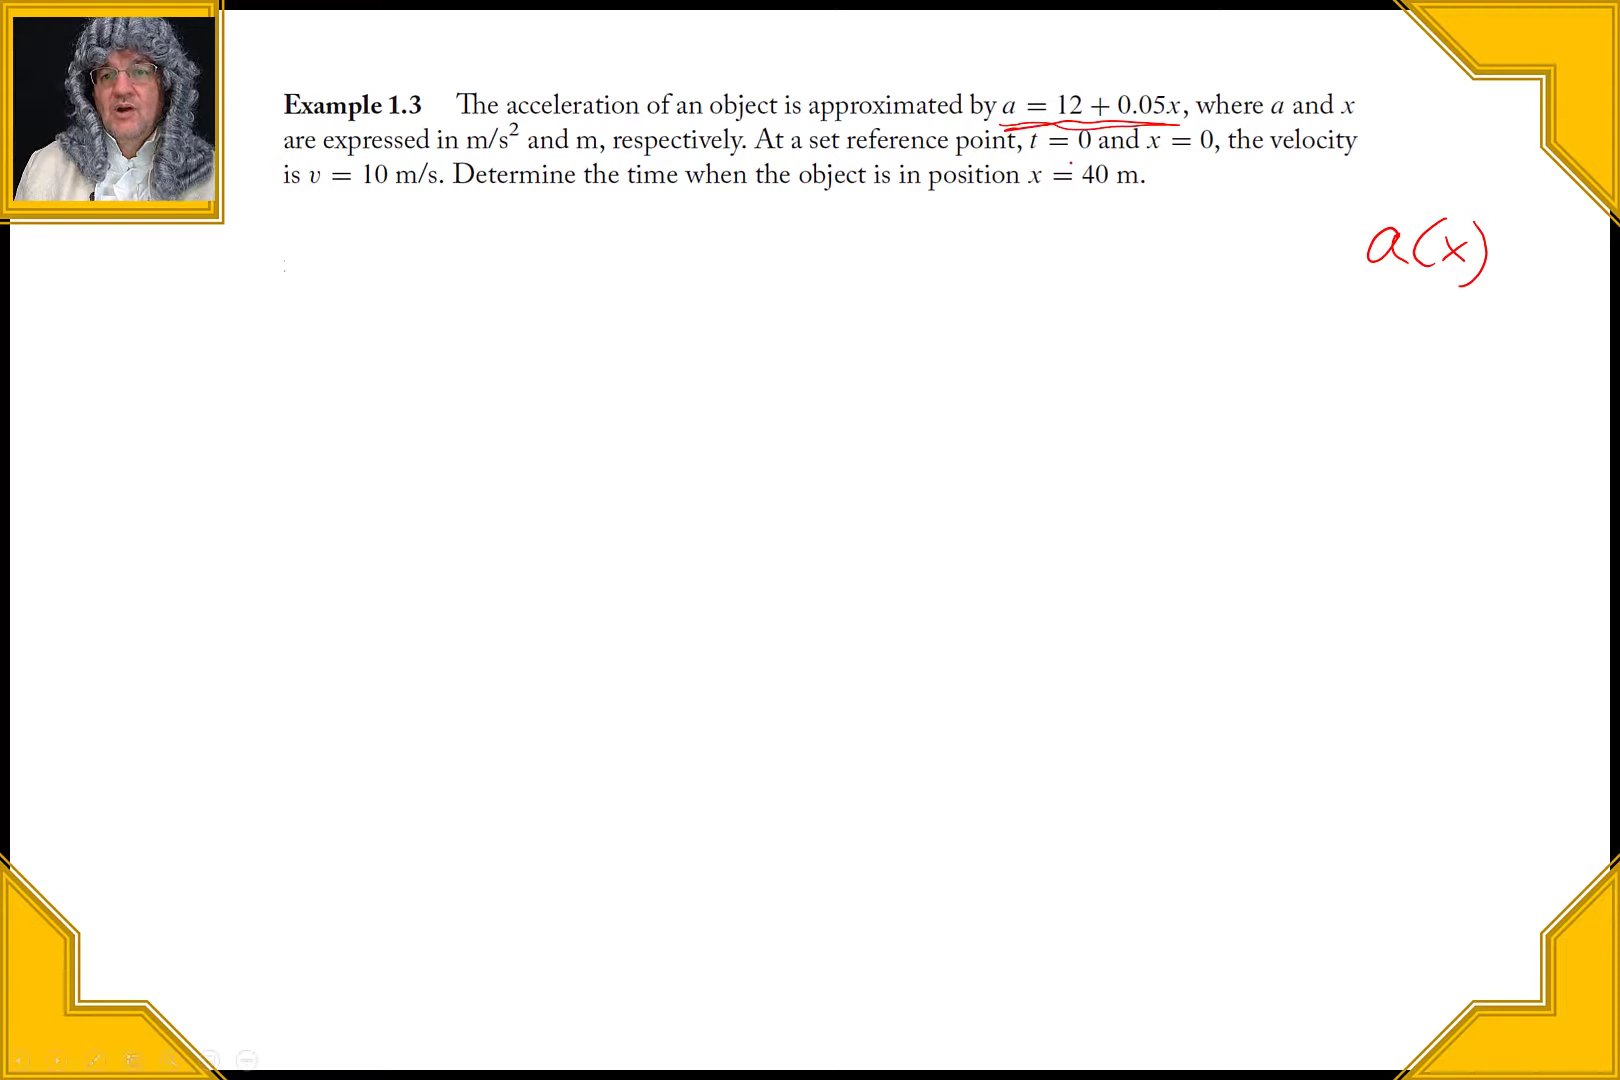 Example 1.3 The acceleration of an object is approximated by a = 12 + 0.05x, where a and x
are expressed in m/s² and m, respectively. At a set reference point, t = 0 and x = 0, the velocity
is v = 10 m/s. Determine the time when the object is in position x = 40 m.
a(x)